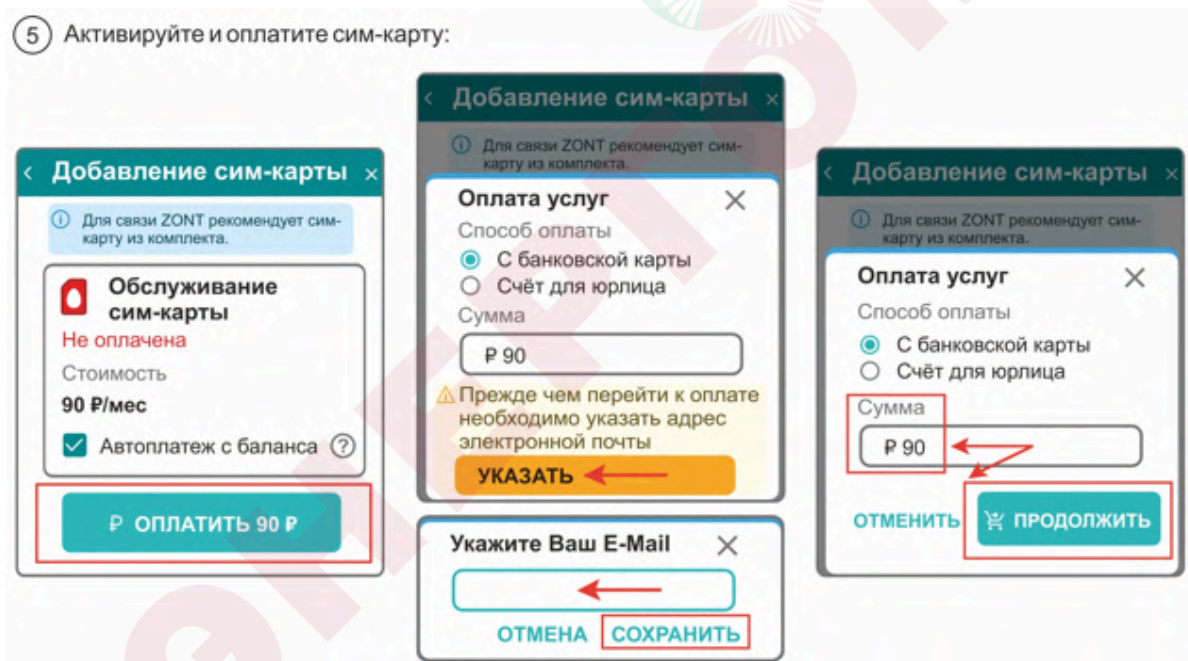 5 Активируйте и оплатите сим-карту:
< Добавление сим-карты ×
Для связи ZONT рекомендует сим-
карту из комплекта.
Обслуживание
сим-карты
Не оплачена
Стоимость
90 ₽/мес
Автоплатеж с баланса ?
₽ ОПЛАТИТЬ 90 ₽
< Добавление сим-карты ×
Для связи ZONT рекомендует сим-
карту из комплекта.
Оплата услуг
Способ оплаты
С банковской карты
Счёт для юрлица
Сумма
₽ 90
Прежде чем перейти к оплате
необходимо указать адрес
электронной почты
УКАЗАТЬ
Укажите Ваш E-Mail
ОТМЕНА СОХРАНИТЬ
< Добавление сим-карты ×
Для связи ZONT рекомендует сим-
карту из комплекта.
Оплата услуг
Способ оплаты
С банковской карты
Счёт для юрлица
Сумма
₽ 90
ОТМЕНИТЬ ПРОДОЛЖИТЬ